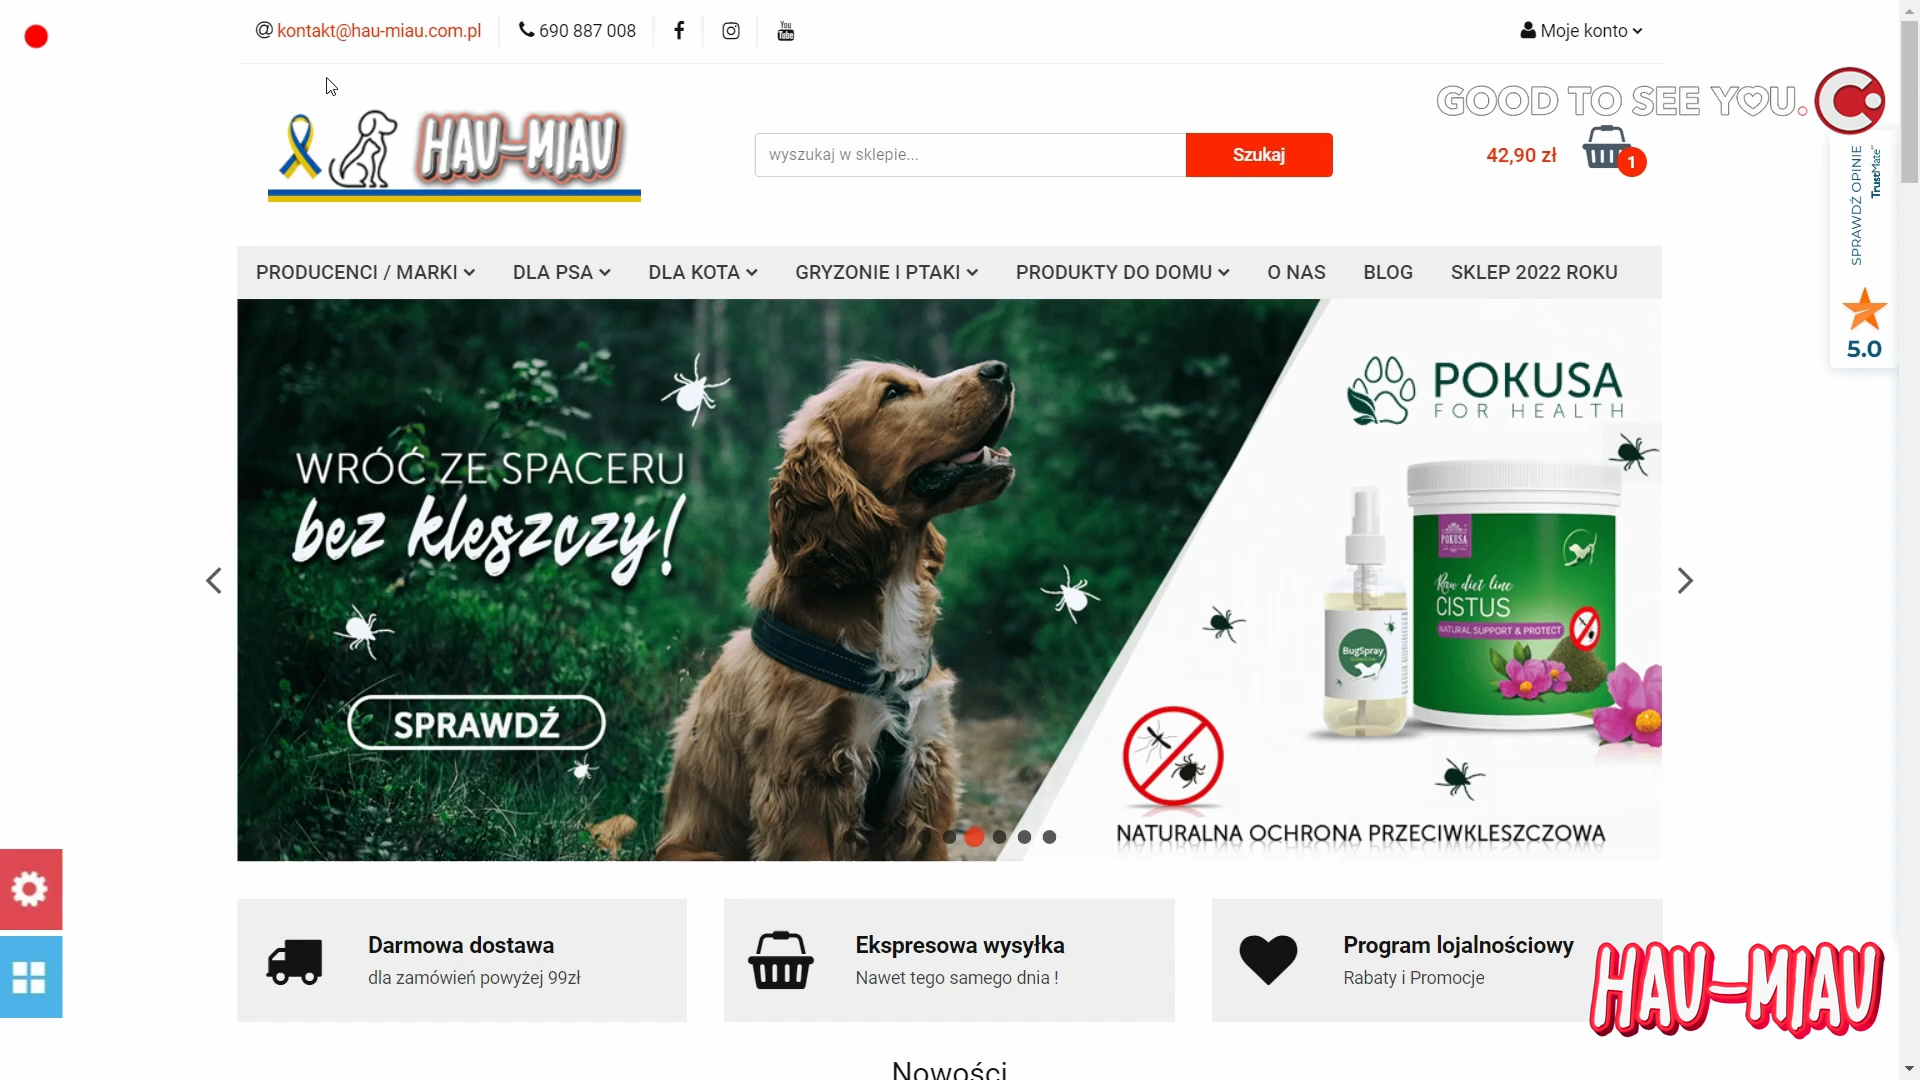 @ kontakt@hau-miau.com.pl
690 887 008
You Tube
Moje konto
GOOD TO SEE YOU.
HAU-MIAU
wyszukaj w sklepie...
Szukaj
42,90 zł
1
SPRAWDŹ OPINIE
TrustMate
5.0
PRODUCENCI / MARKI
DLA PSA
DLA KOTA
GRYZONIE I PTAKI
PRODUKTY DO DOMU
O NAS
BLOG
SKLEP 2022 ROKU
WRÓĆ ZE SPACERU
bez kleszczy!
SPRAWDŹ
POKUSA
FOR HEALTH
POKUSA
Raw diet line
CISTUS
NATURAL SUPPORT & PROTECT
BugSpray
NATURALNA OCHRONA PRZECIWKLESZCZOWA
Darmowa dostawa
dla zamówień powyżej 99zł
Ekspresowa wysyłka
Nawet tego samego dnia !
Program lojalnościowy
Rabaty i Promocje
HAU-MIAU
Nowości